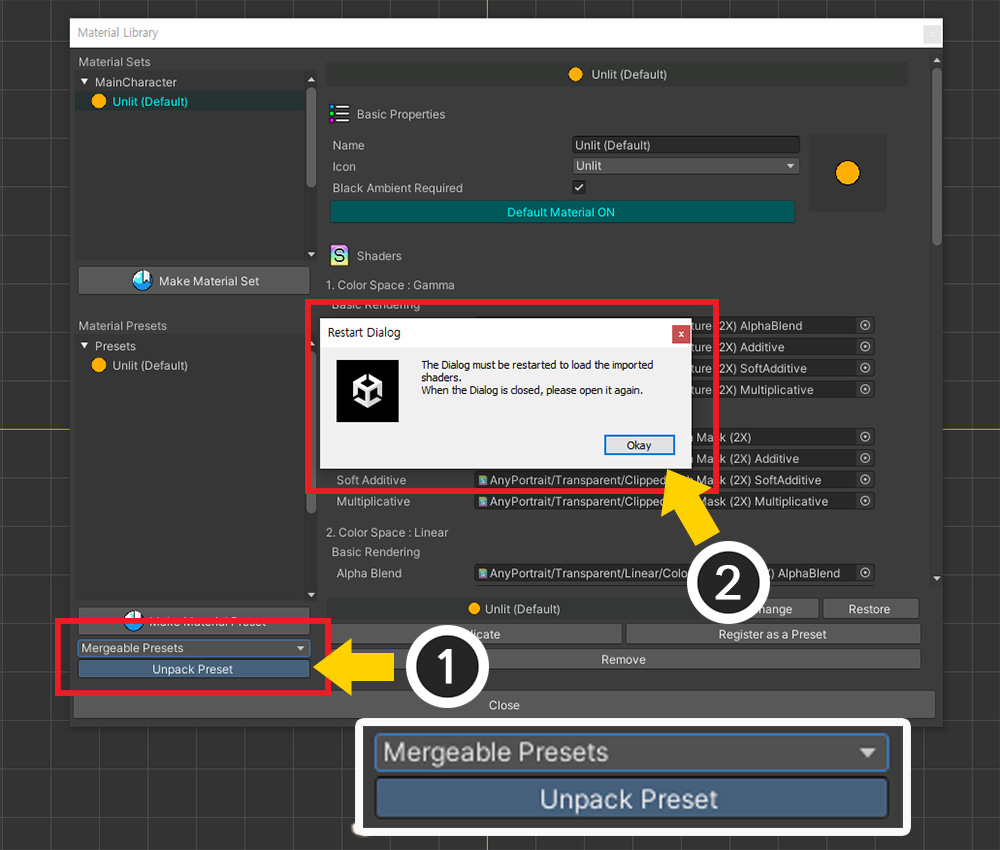 Material Library
x
Material Sets
MainCharacter
Unlit (Default)
Make Material Set
Material Presets
Presets
Unlit (Default)
Make Material Preset
Mergeable Presets
Unpack Preset
Unlit (Default)
Basic Properties
Name
Unlit (Default)
Icon
Unlit
Black Ambient Required
Default Material ON
S
Shaders
1. Color Space : Gamma
Basic Rendering
ture (2X) AlphaBlend
ture (2X) Additive
ture (2X) SoftAdditive
ture (2X) Multiplicative
Mask (2X)
Mask (2X) Additive
Soft Additive
AnyPortrait/Transparent/Clipped
Mask (2X) SoftAdditive
Multiplicative
AnyPortrait/Transparent/Clipped
Mask (2X) Multiplicative
Restart Dialog
x
The Dialog must be restarted to load the imported
shaders.
When the Dialog is closed, please open it again.
Okay
2. Color Space : Linear
Basic Rendering
Alpha Blend
AnyPortrait/Transparent/Linear/Colo
AlphaBlend
Unlit (Default)
ange
Restore
icate
Register as a Preset
Remove
Close
1
2
Mergeable Presets
Unpack Preset